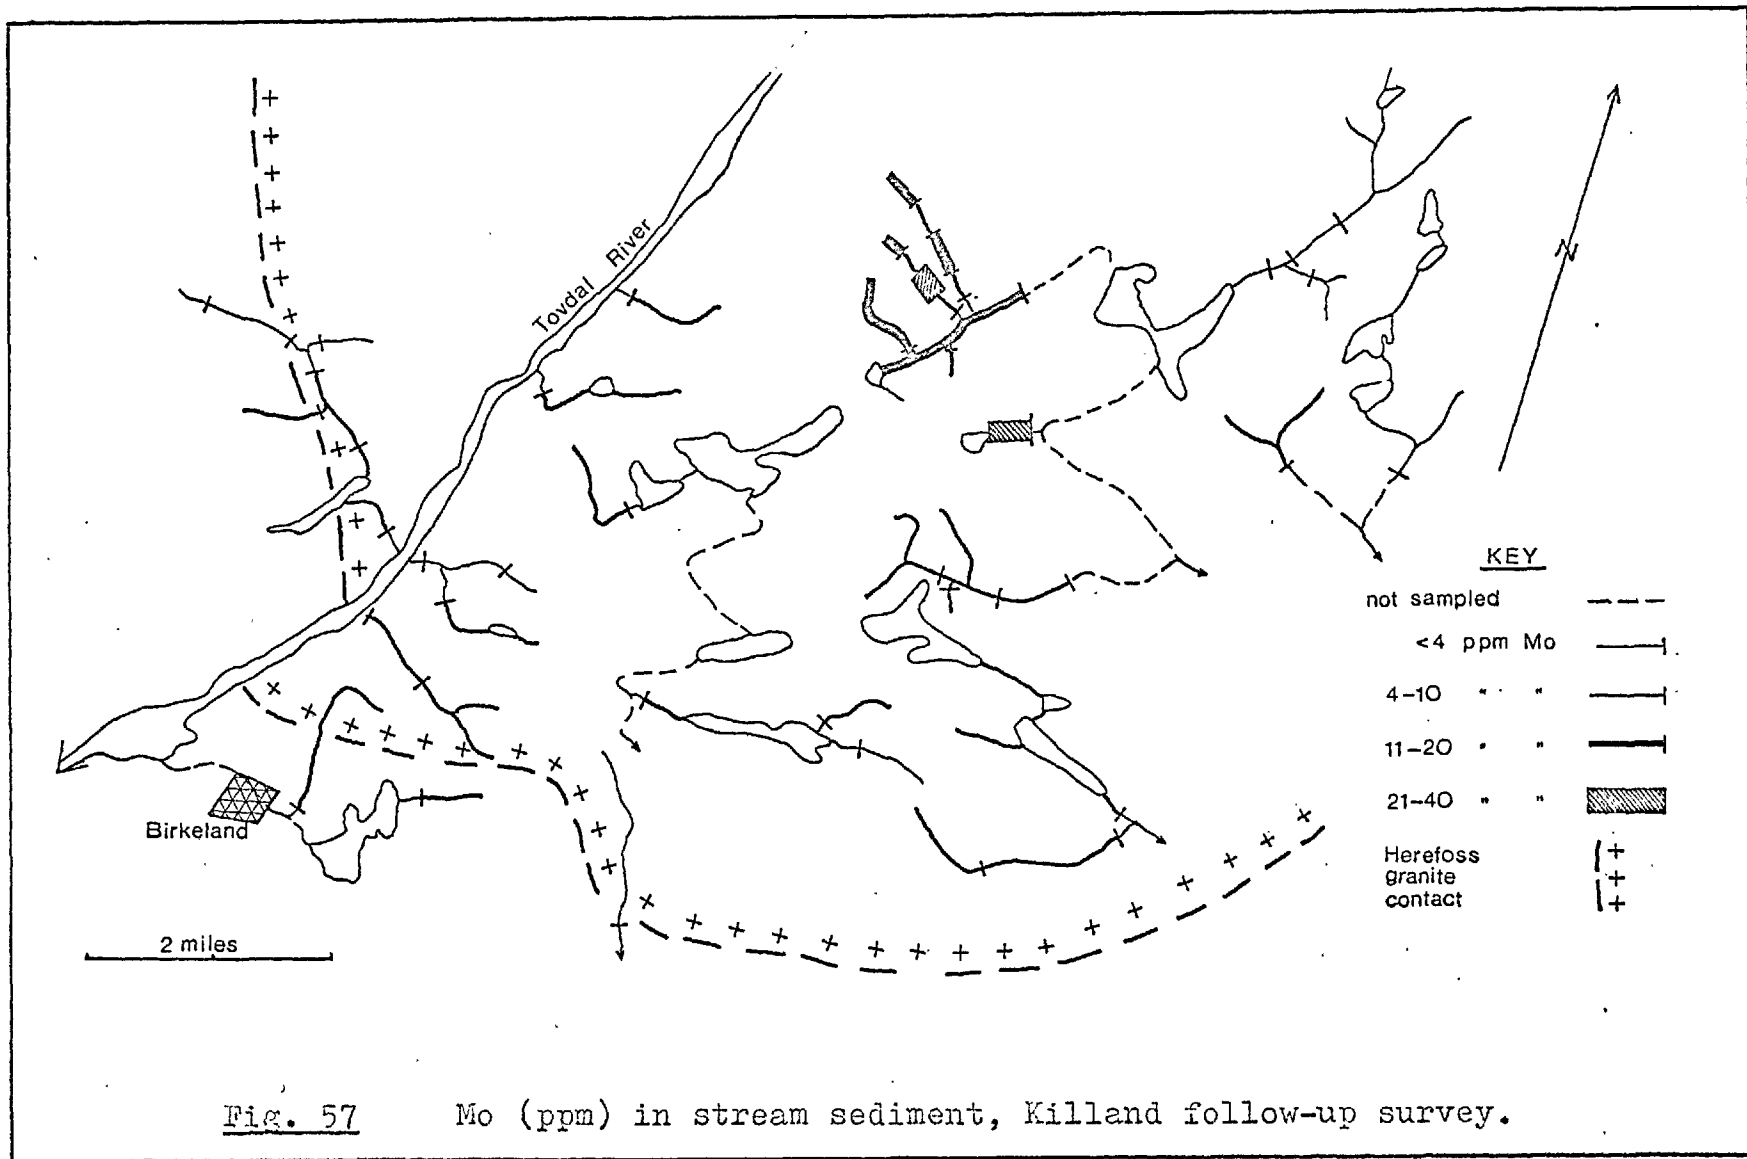 Tovdal River
N
KEY
not sampled
<4 ppm Mo
4-10 " "
11-20 " "
21-40 " "
Herefoss
granite
contact
Birkeland
2 miles
Fig. 57 Mo (ppm) in stream sediment, Killand follow-up survey.